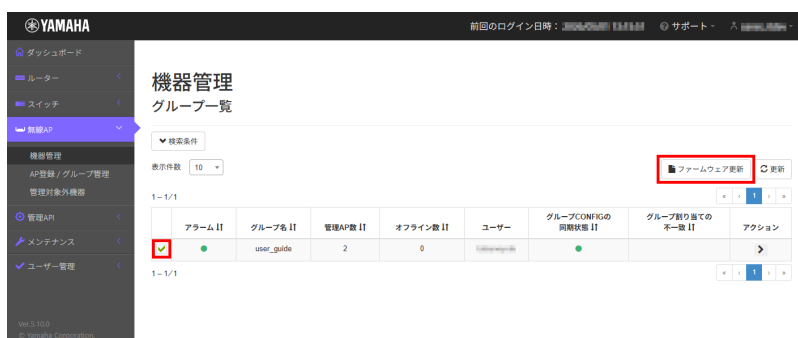 YAMAHA
前回のログイン日時：
サポート
ダッシュボード
ルーター
スイッチ
無線AP
機器管理
AP登録 / グループ管理
管理対象外機器
管理API
メンテナンス
ユーザー管理
Ver.5.10.0
© Yamaha Corporation.
機器管理
グループ一覧
検索条件
表示件数 10
ファームウェア更新
更新
1 – 1 / 1
« ‹ 1 › »
アラーム グループ名 管理AP数 オフライン数 ユーザー グループCONFIGの同期状態 グループ割り当ての不一致 アクション
user_guide 2 0
1 – 1 / 1
« ‹ 1 › »